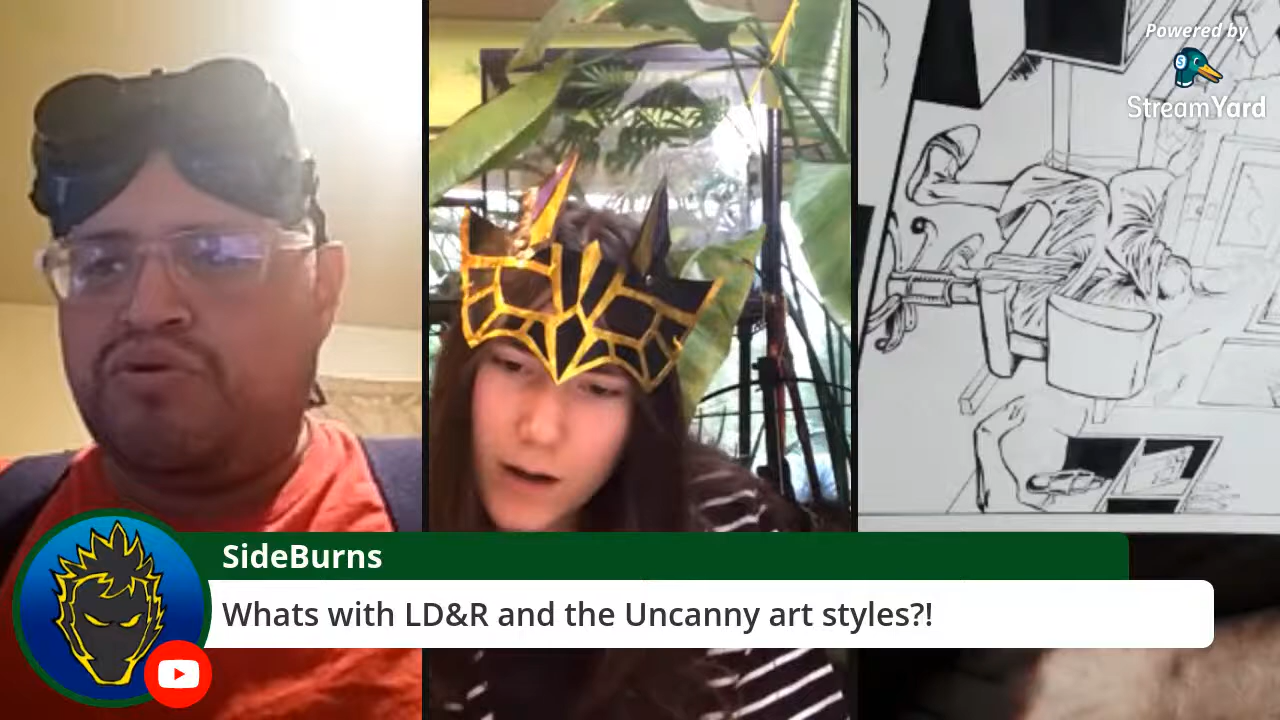 Powered by
StreamYard
SideBurns
Whats with LD&R and the Uncanny art styles?!